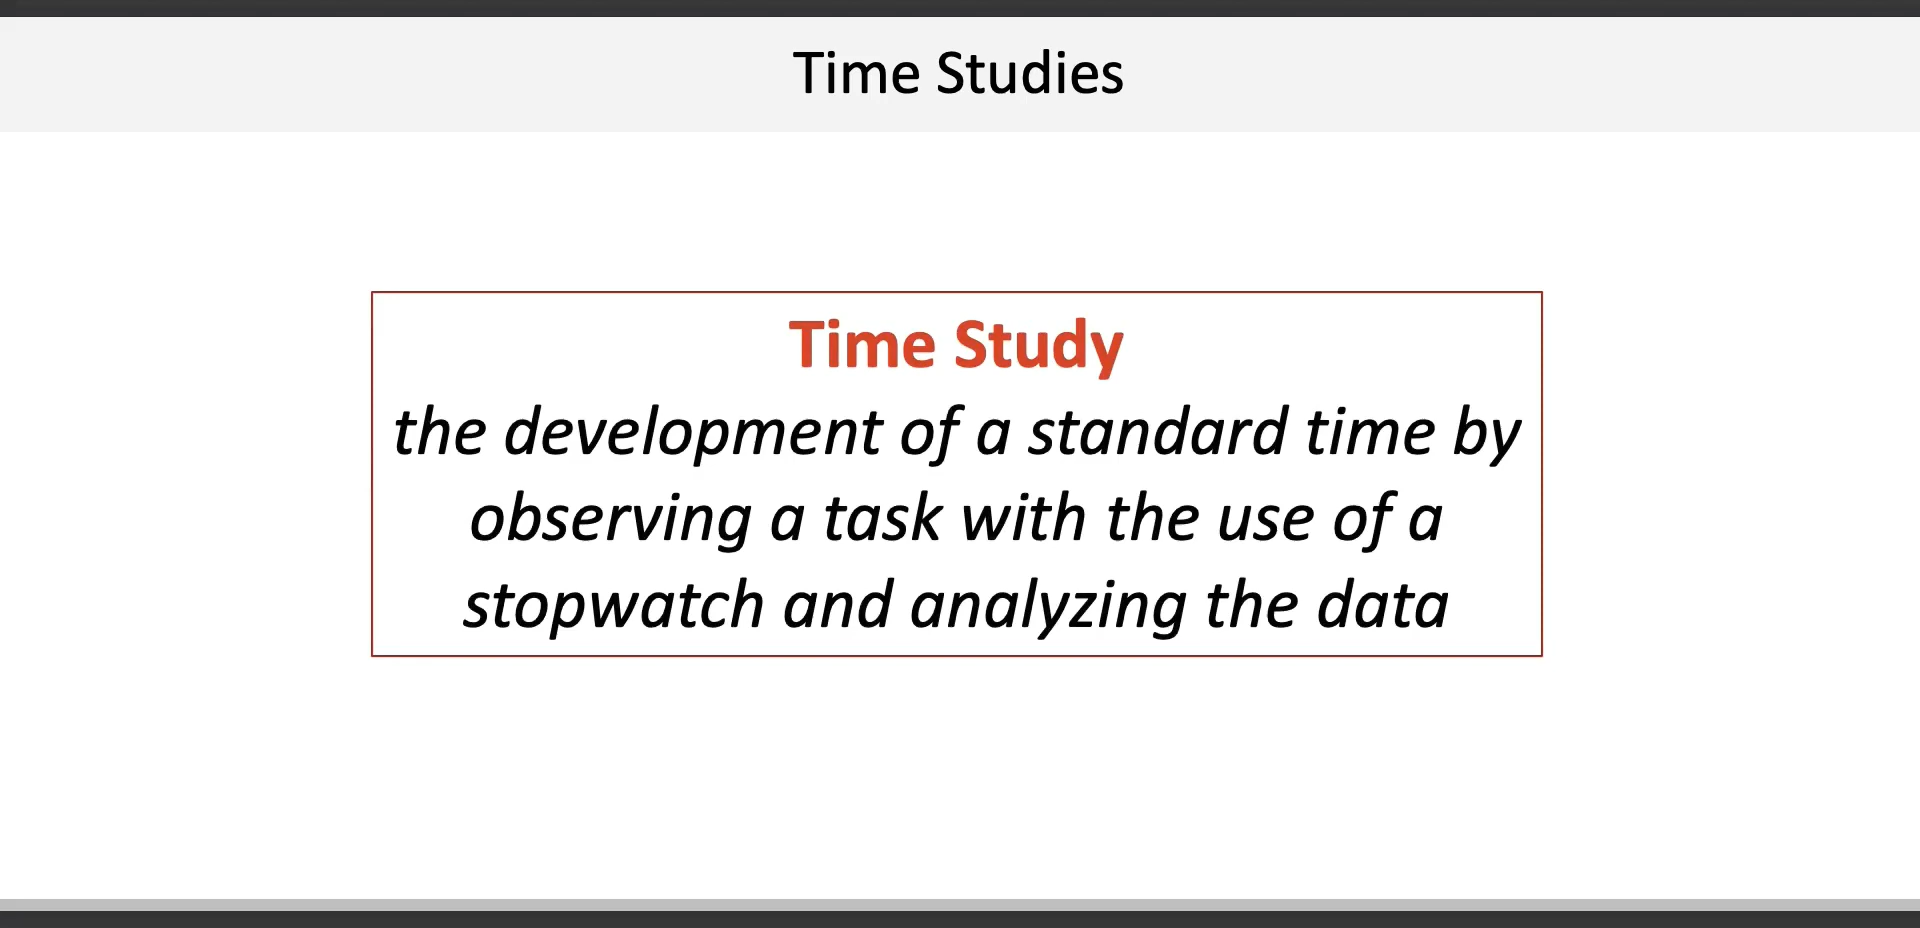 Time Studies
Time Study
the development of a standard time by
observing a task with the use of a
stopwatch and analyzing the data